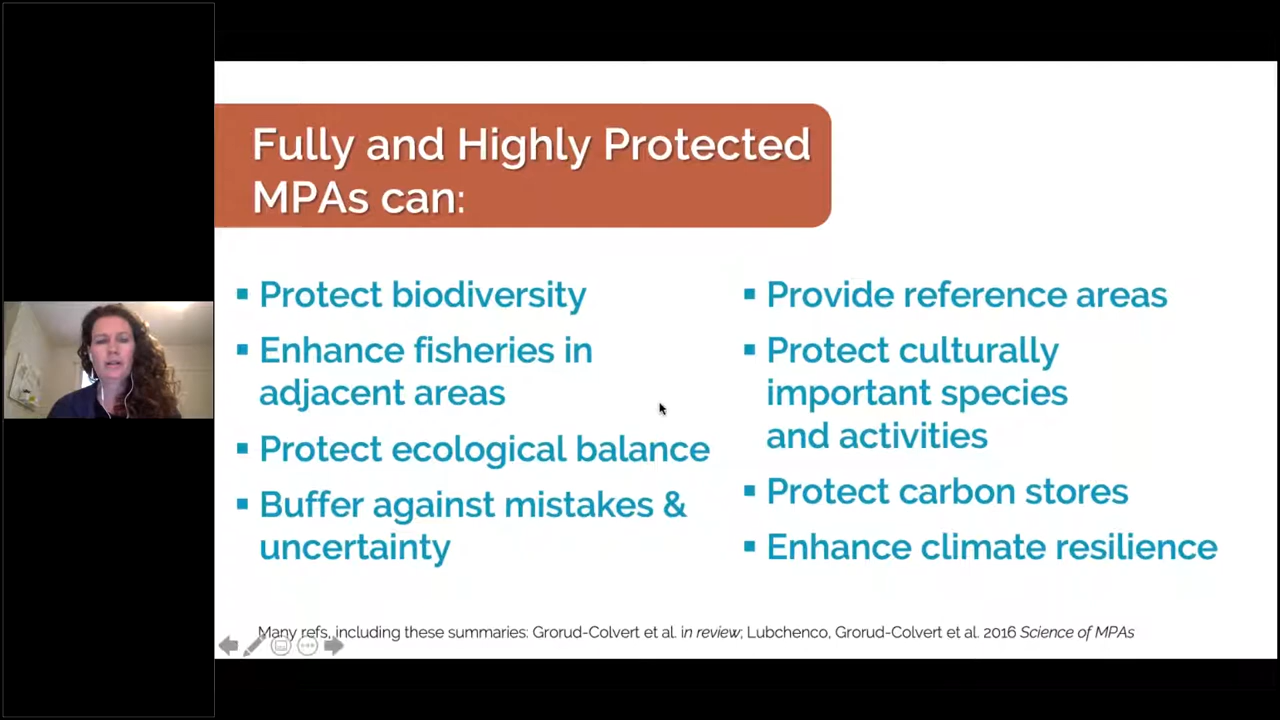 Fully and Highly Protected
MPAs can:
▪ Protect biodiversity
▪ Enhance fisheries in
adjacent areas
▪ Protect ecological balance
▪ Buffer against mistakes &
uncertainty
▪ Provide reference areas
▪ Protect culturally
important species
and activities
▪ Protect carbon stores
▪ Enhance climate resilience
Many refs, including these summaries: Grorud-Colvert et al. in review; Lubchenco, Grorud-Colvert et al. 2016 Science of MPAs